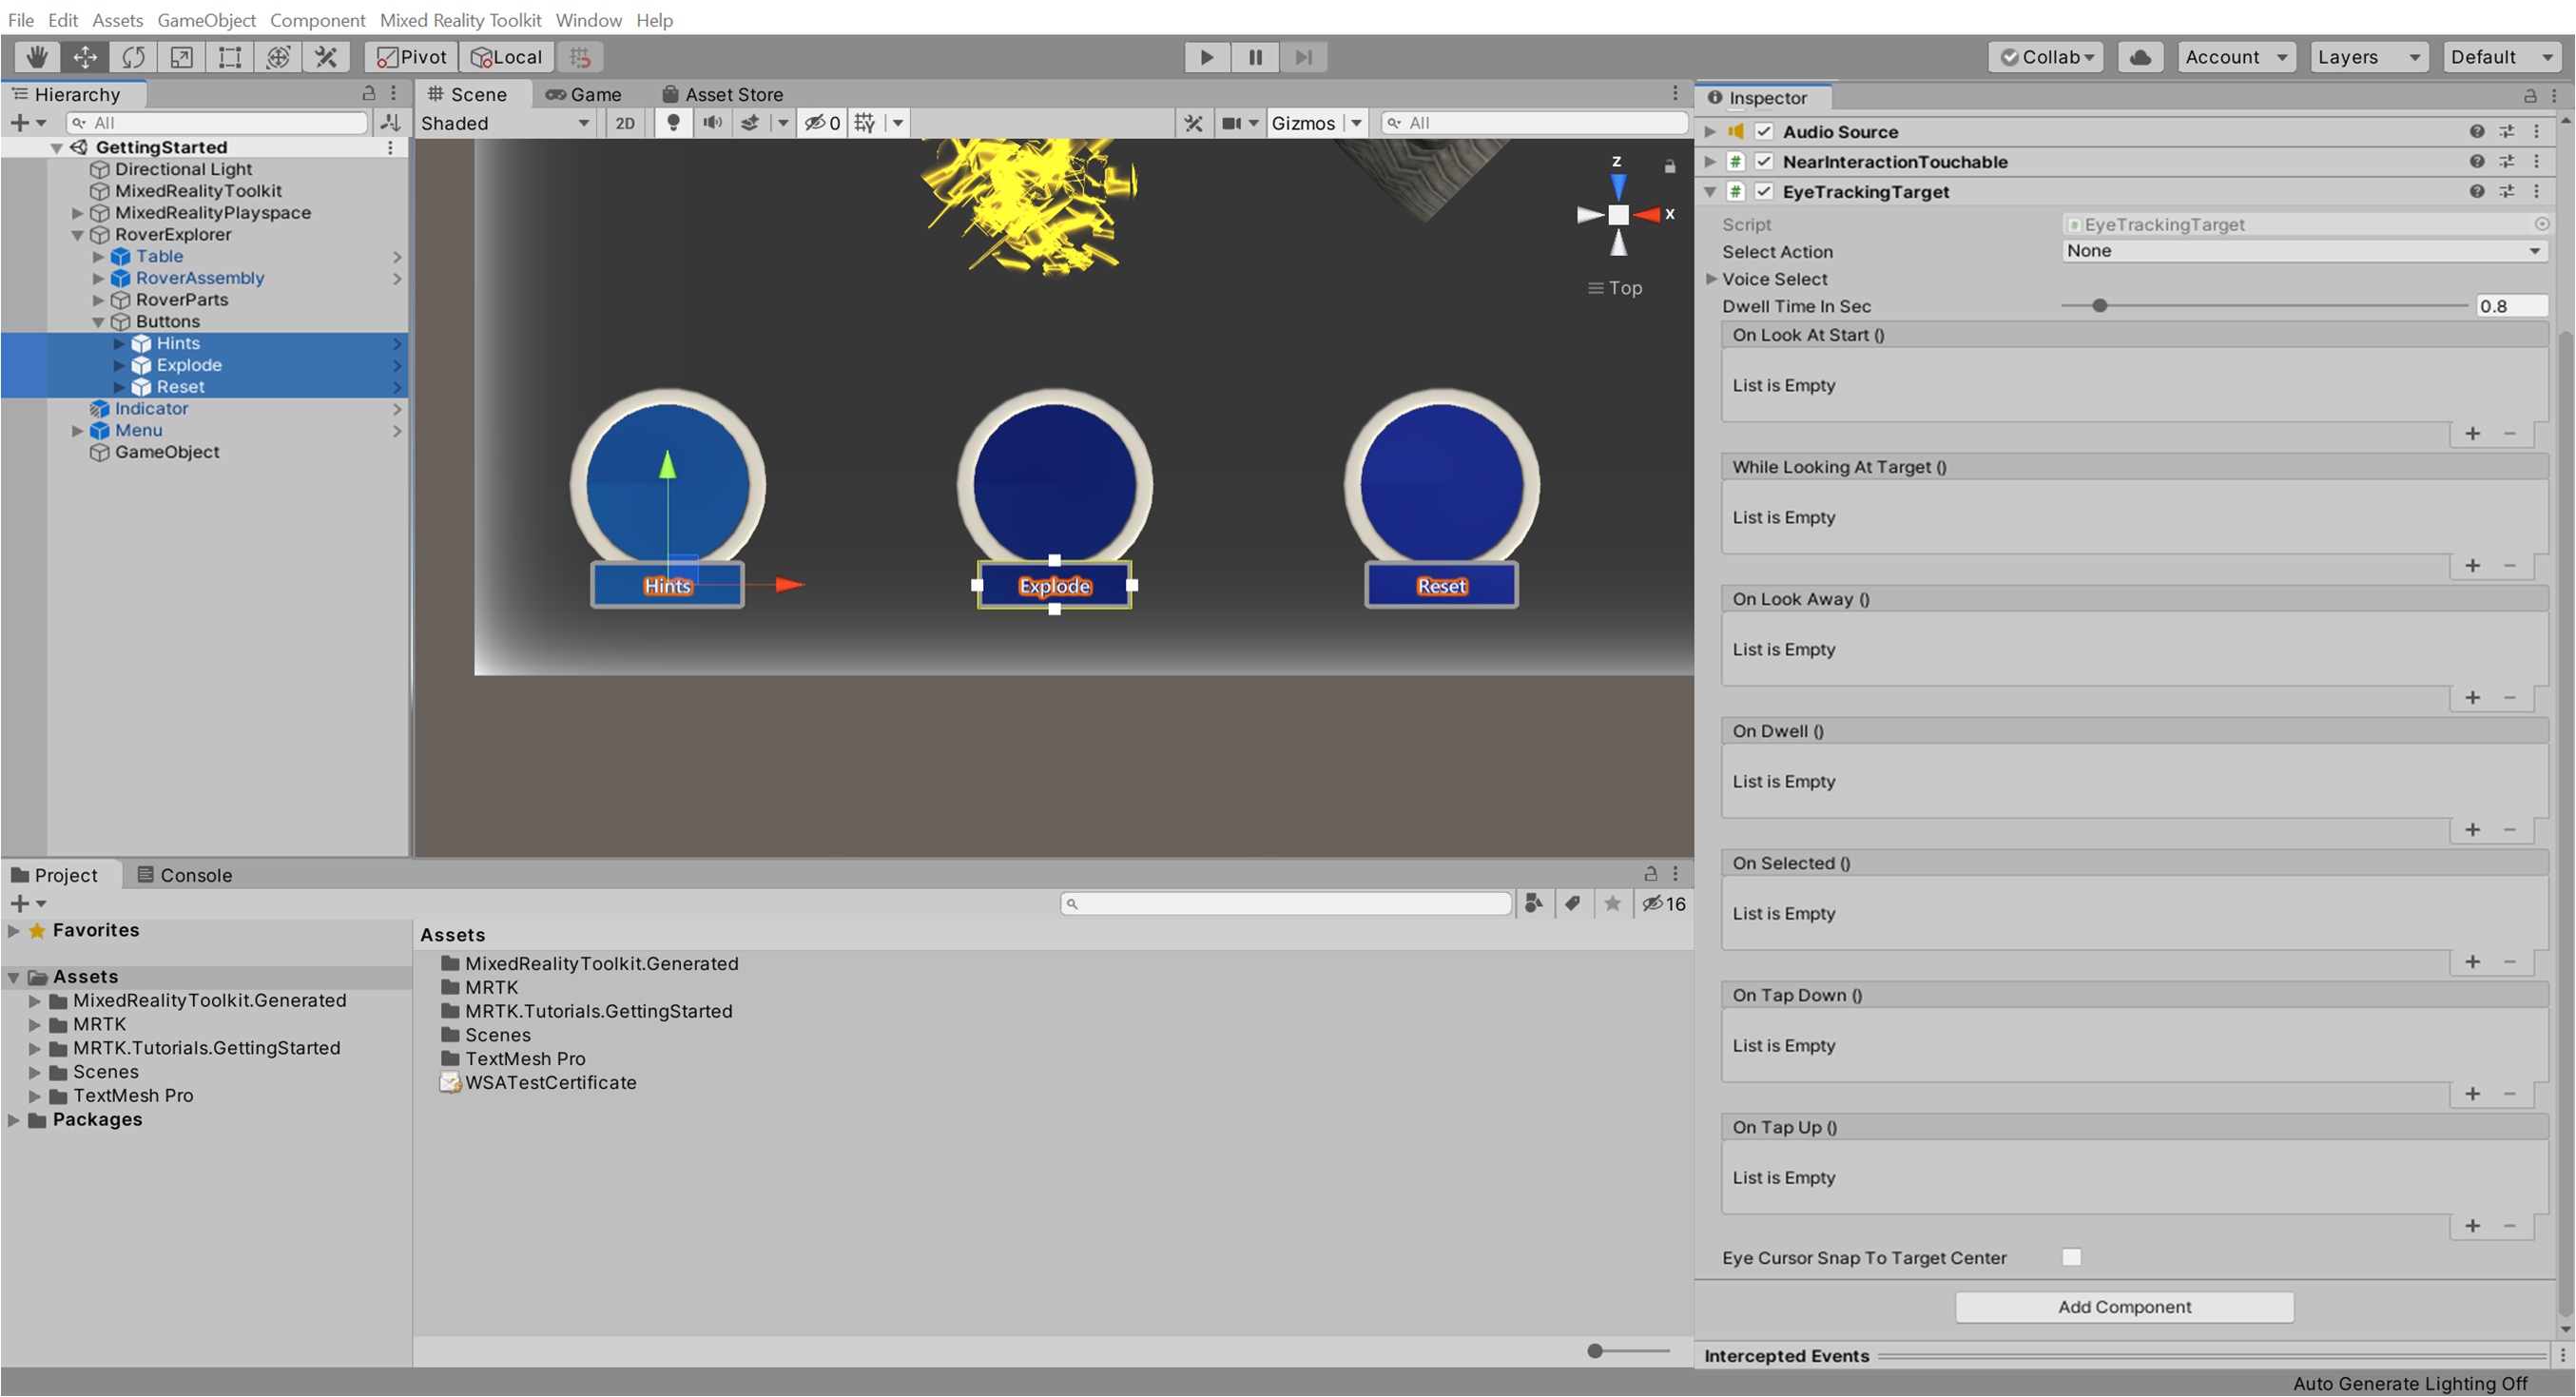 File Edit Assets GameObject Component Mixed Reality Toolkit Window Help
Pivot Local Collab Account Layers Default
Hierarchy
All
GettingStarted
Directional Light
MixedRealityToolkit
MixedRealityPlayspace
RoverExplorer
Table
RoverAssembly
RoverParts
Buttons
Hints
Explode
Reset
Indicator
Menu
GameObject
Scene Game Asset Store
Shaded 2D 0 Gizmos All
z
x
Top
Hints Explode Reset
Project Console
16
Favorites
Assets
MixedRealityToolkit.Generated
MRTK
MRTK.Tutorials.GettingStarted
Scenes
TextMesh Pro
Packages
Assets
MixedRealityToolkit.Generated
MRTK
MRTK.Tutorials.GettingStarted
Scenes
TextMesh Pro
WSATestCertificate
Inspector
Audio Source
# NearInteractionTouchable
# EyeTrackingTarget
Script # EyeTrackingTarget
Select Action None
Voice Select
Dwell Time In Sec 0.8
On Look At Start ()
List is Empty
+ −
While Looking At Target ()
List is Empty
+ −
On Look Away ()
List is Empty
+ −
On Dwell ()
List is Empty
+ −
On Selected ()
List is Empty
+ −
On Tap Down ()
List is Empty
+ −
On Tap Up ()
List is Empty
+ −
Eye Cursor Snap To Target Center
Add Component
Intercepted Events
Auto Generate Lighting Off